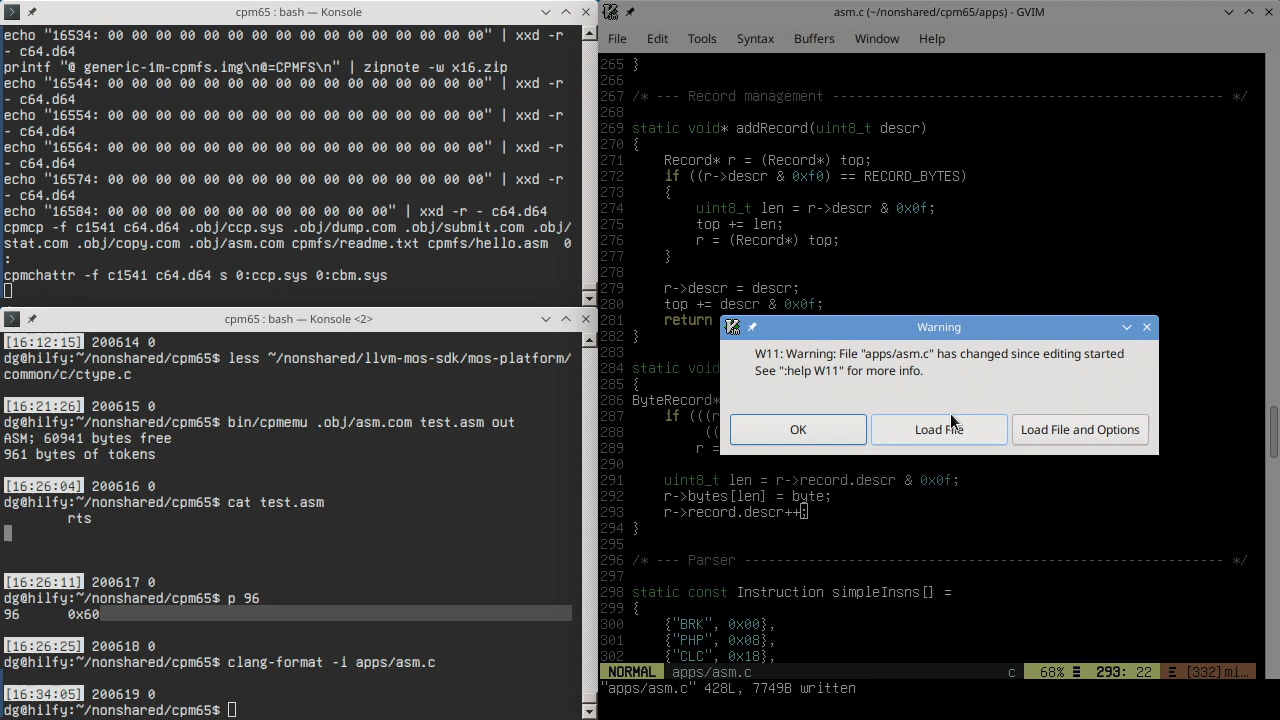 cpm65 : bash — Konsole
echo "16534: 00 00 00 00 00 00 00 00 00 00 00 00 00 00 00 00" | xxd -r
- c64.d64
printf "@ generic-1m-cpmfs.img\n@=CPMFS\n" | zipnote -w x16.zip
echo "16544: 00 00 00 00 00 00 00 00 00 00 00 00 00 00 00 00" | xxd -r
- c64.d64
echo "16554: 00 00 00 00 00 00 00 00 00 00 00 00 00 00 00 00" | xxd -r
- c64.d64
echo "16564: 00 00 00 00 00 00 00 00 00 00 00 00 00 00 00 00" | xxd -r
- c64.d64
echo "16574: 00 00 00 00 00 00 00 00 00 00 00 00 00 00 00 00" | xxd -r
- c64.d64
echo "16584: 00 00 00 00 00 00 00 00 00 00 00 00" | xxd -r - c64.d64
cpmcp -f c1541 c64.d64 .obj/ccp.sys .obj/dump.com .obj/submit.com .obj/
stat.com .obj/copy.com .obj/asm.com cpmfs/readme.txt cpmfs/hello.asm  0
:
cpmchattr -f c1541 c64.d64 s 0:ccp.sys 0:cbm.sys
cpm65 : bash — Konsole <2>
[16:12:15] 200614 0
dg@hilfy:~/nonshared/cpm65$ less ~/nonshared/llvm-mos-sdk/mos-platform/
common/c/ctype.c
[16:21:26] 200615 0
dg@hilfy:~/nonshared/cpm65$ bin/cpmemu .obj/asm.com test.asm out
ASM; 60941 bytes free
961 bytes of tokens
[16:26:04] 200616 0
dg@hilfy:~/nonshared/cpm65$ cat test.asm
rts
[16:26:11] 200617 0
dg@hilfy:~/nonshared/cpm65$ p 96
96      0x60
[16:26:25] 200618 0
dg@hilfy:~/nonshared/cpm65$ clang-format -i apps/asm.c
[16:34:05] 200619 0
dg@hilfy:~/nonshared/cpm65$
asm.c (~/nonshared/cpm65/apps) - GVIM
File Edit Tools Syntax Buffers Window Help
265 }
266
267 /* --- Record management ------------------------------------------------- */
268
269 static void* addRecord(uint8_t descr)
270 {
271     Record* r = (Record*) top;
272     if ((r->descr & 0xf0) == RECORD_BYTES)
273     {
274         uint8_t len = r->descr & 0x0f;
275         top += len;
276         r = (Record*) top;
277     }
278
279     r->descr = descr;
280     top += descr & 0x0f;
281     return
282 }
283
284 static void
285 {
286 ByteRecord*
287     if (((r
288          ((
289         r =
290
291     uint8_t len = r->record.descr & 0x0f;
292     r->bytes[len] = byte;
293     r->record.descr++;
294 }
295
296 /* --- Parser ------------------------------------------------------------ */
297
298 static const Instruction simpleInsns[] =
299 {
300     {"BRK", 0x00},
301     {"PHP", 0x08},
302     {"CLC", 0x18},
NORMAL apps/asm.c c 68% ☰ 293: 22 Ξ [332]mi…
"apps/asm.c" 428L, 7749B written
Warning
W11: Warning: File "apps/asm.c" has changed since editing started
See ":help W11" for more info.
OK
Load File
Load File and Options